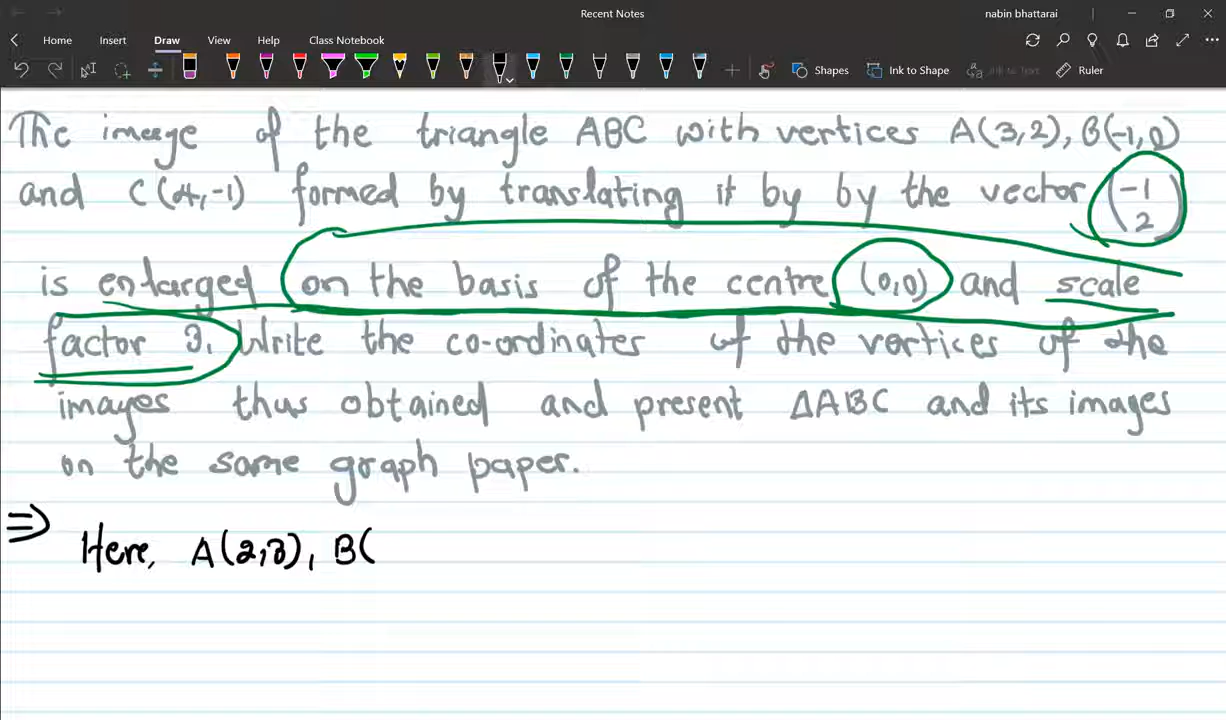 Recent Notes
nabin bhattarai
Home Insert Draw View Help Class Notebook
Shapes Ink to Shape Ink to Text Ruler
The image of the triangle ABC with vertices A(3,2), B(-1,0)
and C(4,-1) formed by translating it by by the vector (-1
2)
is enlarged on the basis of the centre (0,0) and scale
factor 3. Write the co-ordinates of the vertices of the
images thus obtained and present ΔABC and its images
on the same graph paper.
⇒ Here, A(2,3), B(